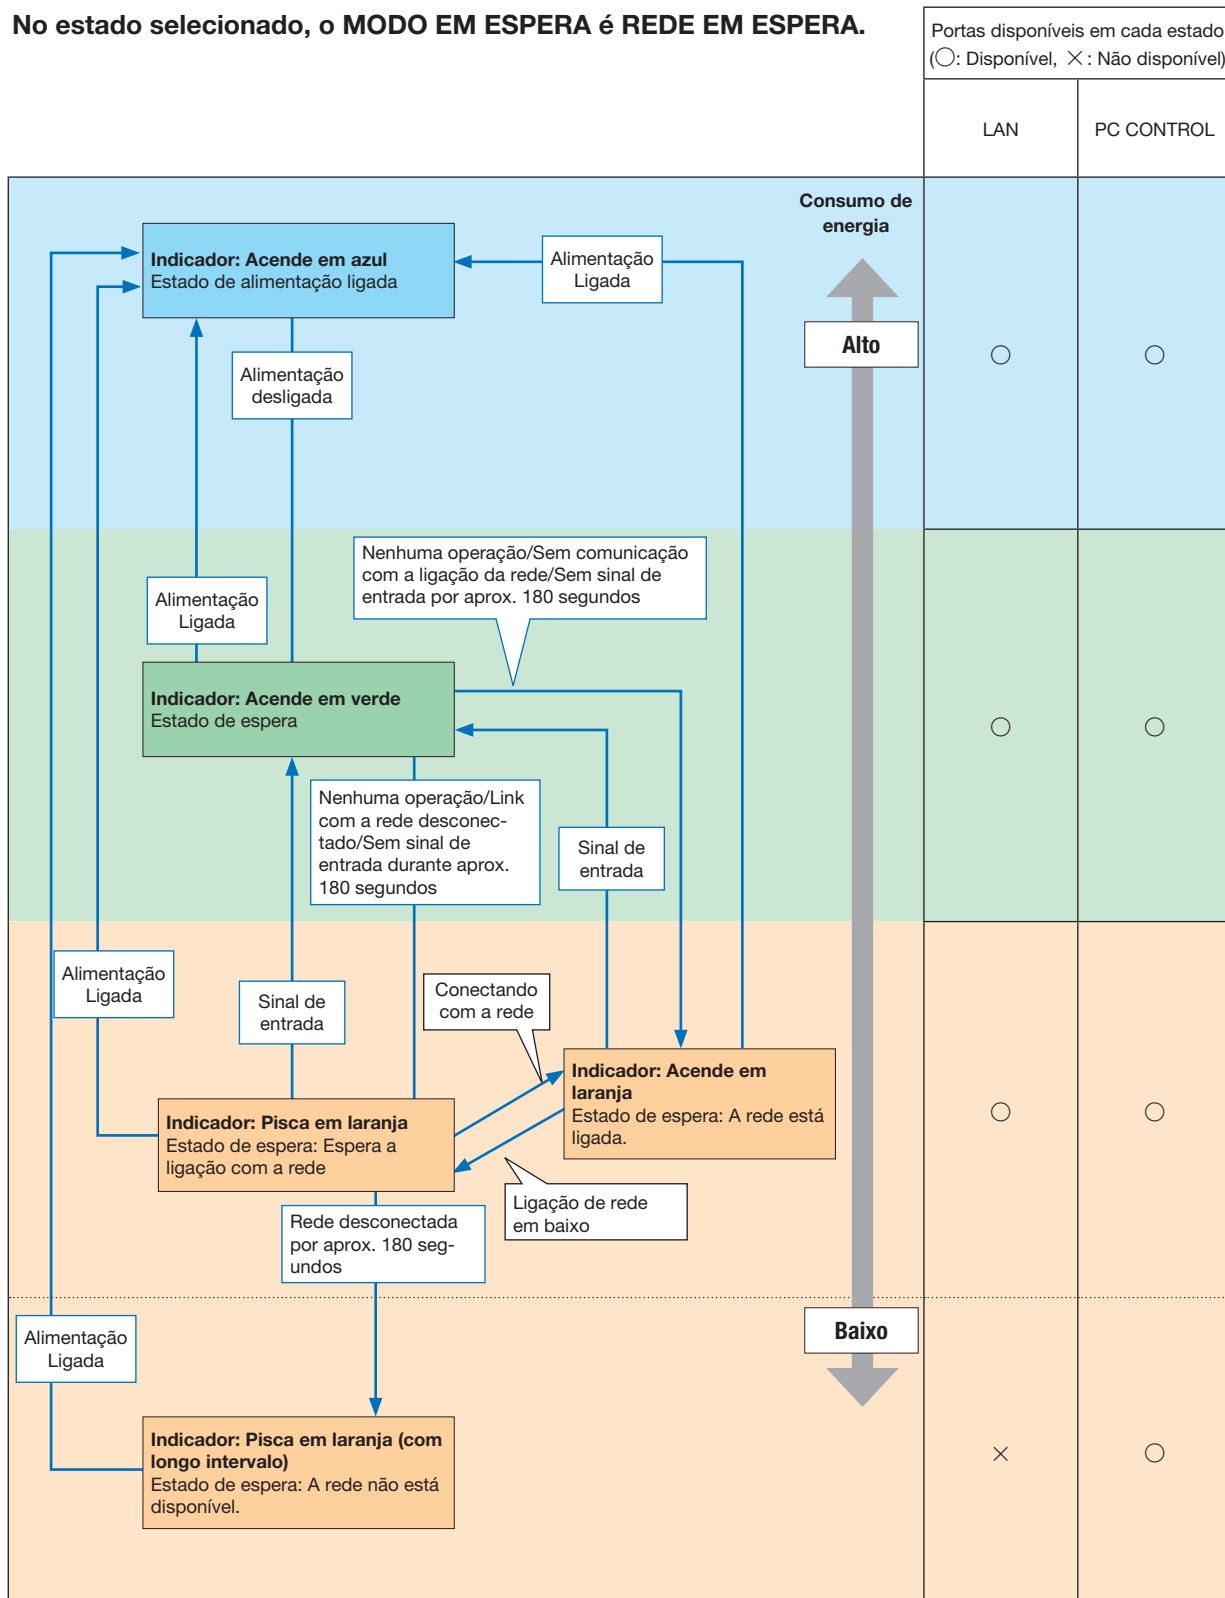 No estado selecionado, o MODO EM ESPERA é REDE EM ESPERA.
Portas disponíveis em cada estado
(○: Disponível, ×: Não disponível)
LAN
PC CONTROL
Consumo de
energia
Indicador: Acende em azul
Estado de alimentação ligada
Alimentação
Ligada
Alto
○
○
Alimentação
desligada
Nenhuma operação/Sem comunicação
com a ligação da rede/Sem sinal de
entrada por aprox. 180 segundos
Alimentação
Ligada
Indicador: Acende em verde
Estado de espera
○
○
Nenhuma operação/Link
com a rede desconec-
tado/Sem sinal de
entrada durante aprox.
180 segundos
Sinal de
entrada
Alimentação
Ligada
Sinal de
entrada
Conectando
com a rede
Indicador: Acende em
laranja
Estado de espera: A rede está
ligada.
Indicador: Pisca em laranja
Estado de espera: Espera a
ligação com a rede
○
○
Ligação de rede
em baixo
Rede desconectada
por aprox. 180 seg-
undos
Baixo
Alimentação
Ligada
Indicador: Pisca em laranja (com
longo intervalo)
Estado de espera: A rede não está
disponível.
×
○